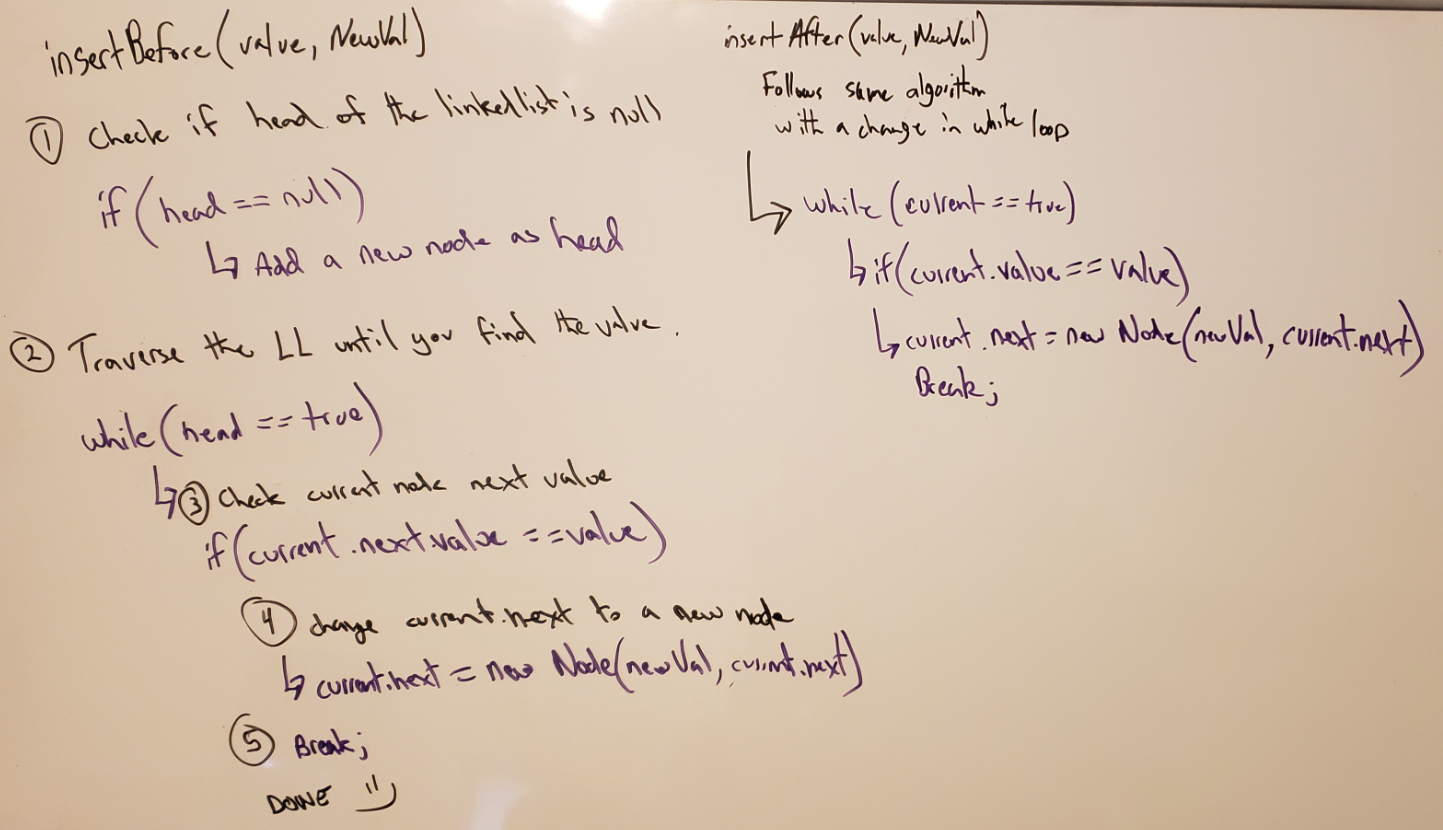 insertBefore(value, NewVal)
① Check if head of the linkedlist is null
if (head == null)
↳ Add a new node as head
② Traverse the LL until you find the value.
while (head == true)
↳ ③ Check current node next value
if (current.next.value == value)
④ change current.next to a new node
↳ current.next = new Node(newVal, current.next)
⑤ Break;
DONE
insertAfter(value, NewVal)
Follows same algorithm
with a change in while loop
↳ while (current == true)
↳ if (current.value == value)
↳ current.next = new Node(newVal, current.next)
Break;